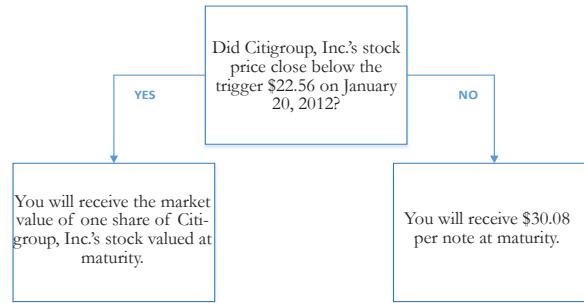 Did Citigroup, Inc.'s stock
price close below the
trigger $22.56 on January
20, 2012?
YES
NO
You will receive the market
value of one share of Citi-
group, Inc.'s stock valued at
maturity.
You will receive $30.08
per note at maturity.